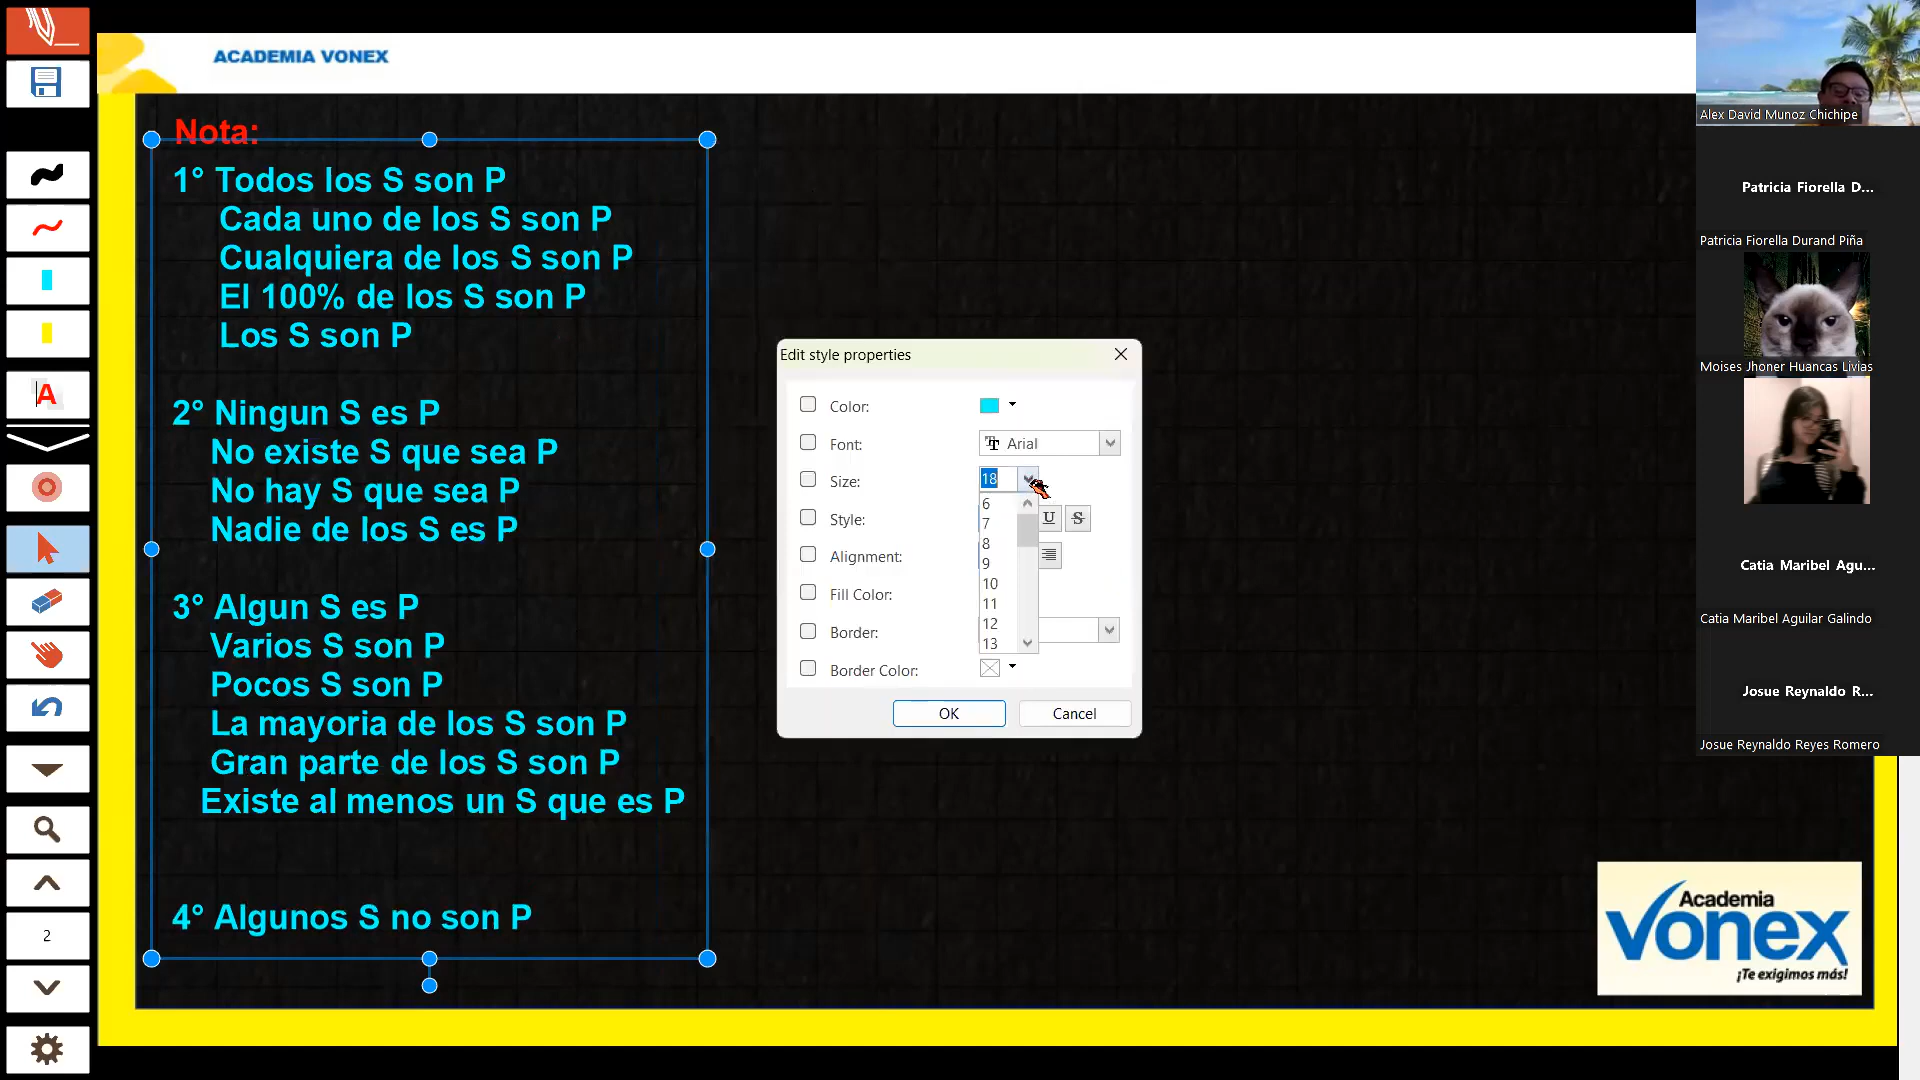 ACADEMIA VONEX
Nota:
1° Todos los S son P
Cada uno de los S son P
Cualquiera de los S son P
El 100% de los S son P
Los S son P
2° Ningun S es P
No existe S que sea P
No hay S que sea P
Nadie de los S es P
3° Algun S es P
Varios S son P
Pocos S son P
La mayoria de los S son P
Gran parte de los S son P
Existe al menos un S que es P
4° Algunos S no son P
A
2
Edit style properties
Color:
Font:
Arial
Size:
18
6
7
8
9
10
11
12
13
Style:
U
S
Alignment:
Fill Color:
Border:
Border Color:
OK
Cancel
Alex David Munoz Chichipe
Patricia Fiorella D...
Patricia Fiorella Durand Piña
Moises Jhoner Huancas Livias
Catia Maribel Agu...
Catia Maribel Aguilar Galindo
Josue Reynaldo R...
Josue Reynaldo Reyes Romero
Academia
vonex
¡Te exigimos más!